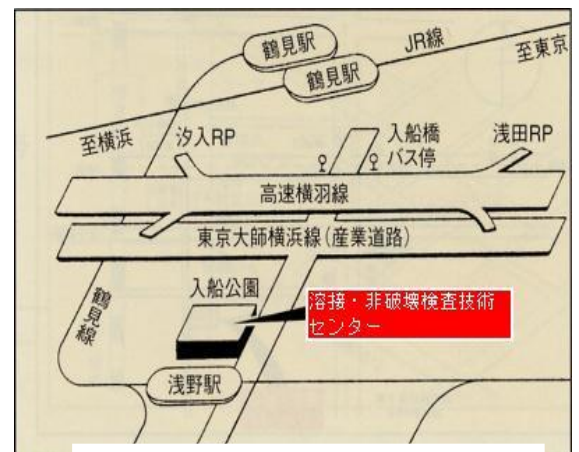 鶴見駅
鶴見駅
JR線
至東京
至横浜
汐入RP
入船橋
バス停
浅田RP
高速横羽線
東京大師横浜線(産業道路)
鶴見線
入船公園
溶接・非破壊検査技術
センター
浅野駅